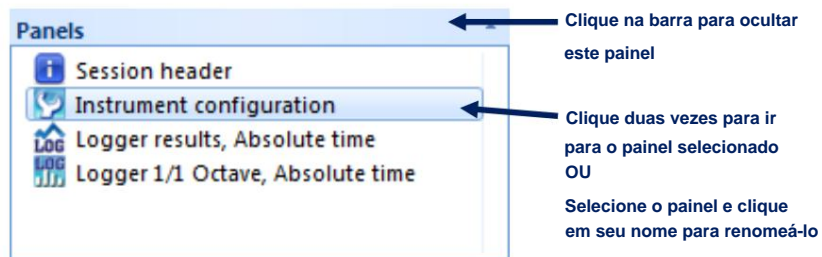 Panels
Clique na barra para ocultar
este painel
Session header
Instrument configuration
LOG Logger results, Absolute time
LOG Logger 1/1 Octave, Absolute time
Clique duas vezes para ir
para o painel selecionado
OU
Selecione o painel e clique
em seu nome para renomeá-lo